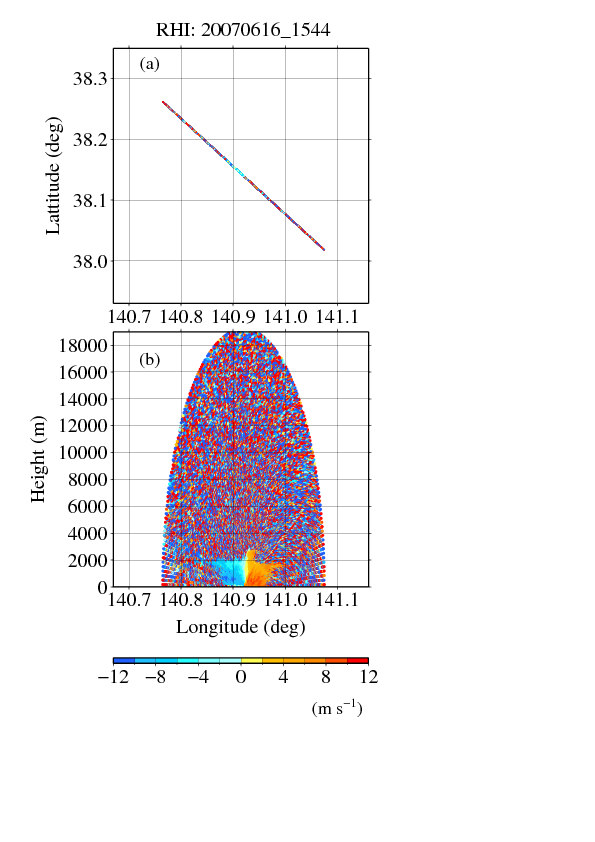 RHI: 20070616_1544
(a)
38.3
38.2
38.1
38.0
Lattitude (deg)
140.7 140.8 140.9 141.0 141.1
(b)
18000
16000
14000
12000
10000
8000
6000
4000
2000
0
Height (m)
140.7 140.8 140.9 141.0 141.1
Longitude (deg)
−12 −8 −4 0 4 8 12
(m s⁻¹)